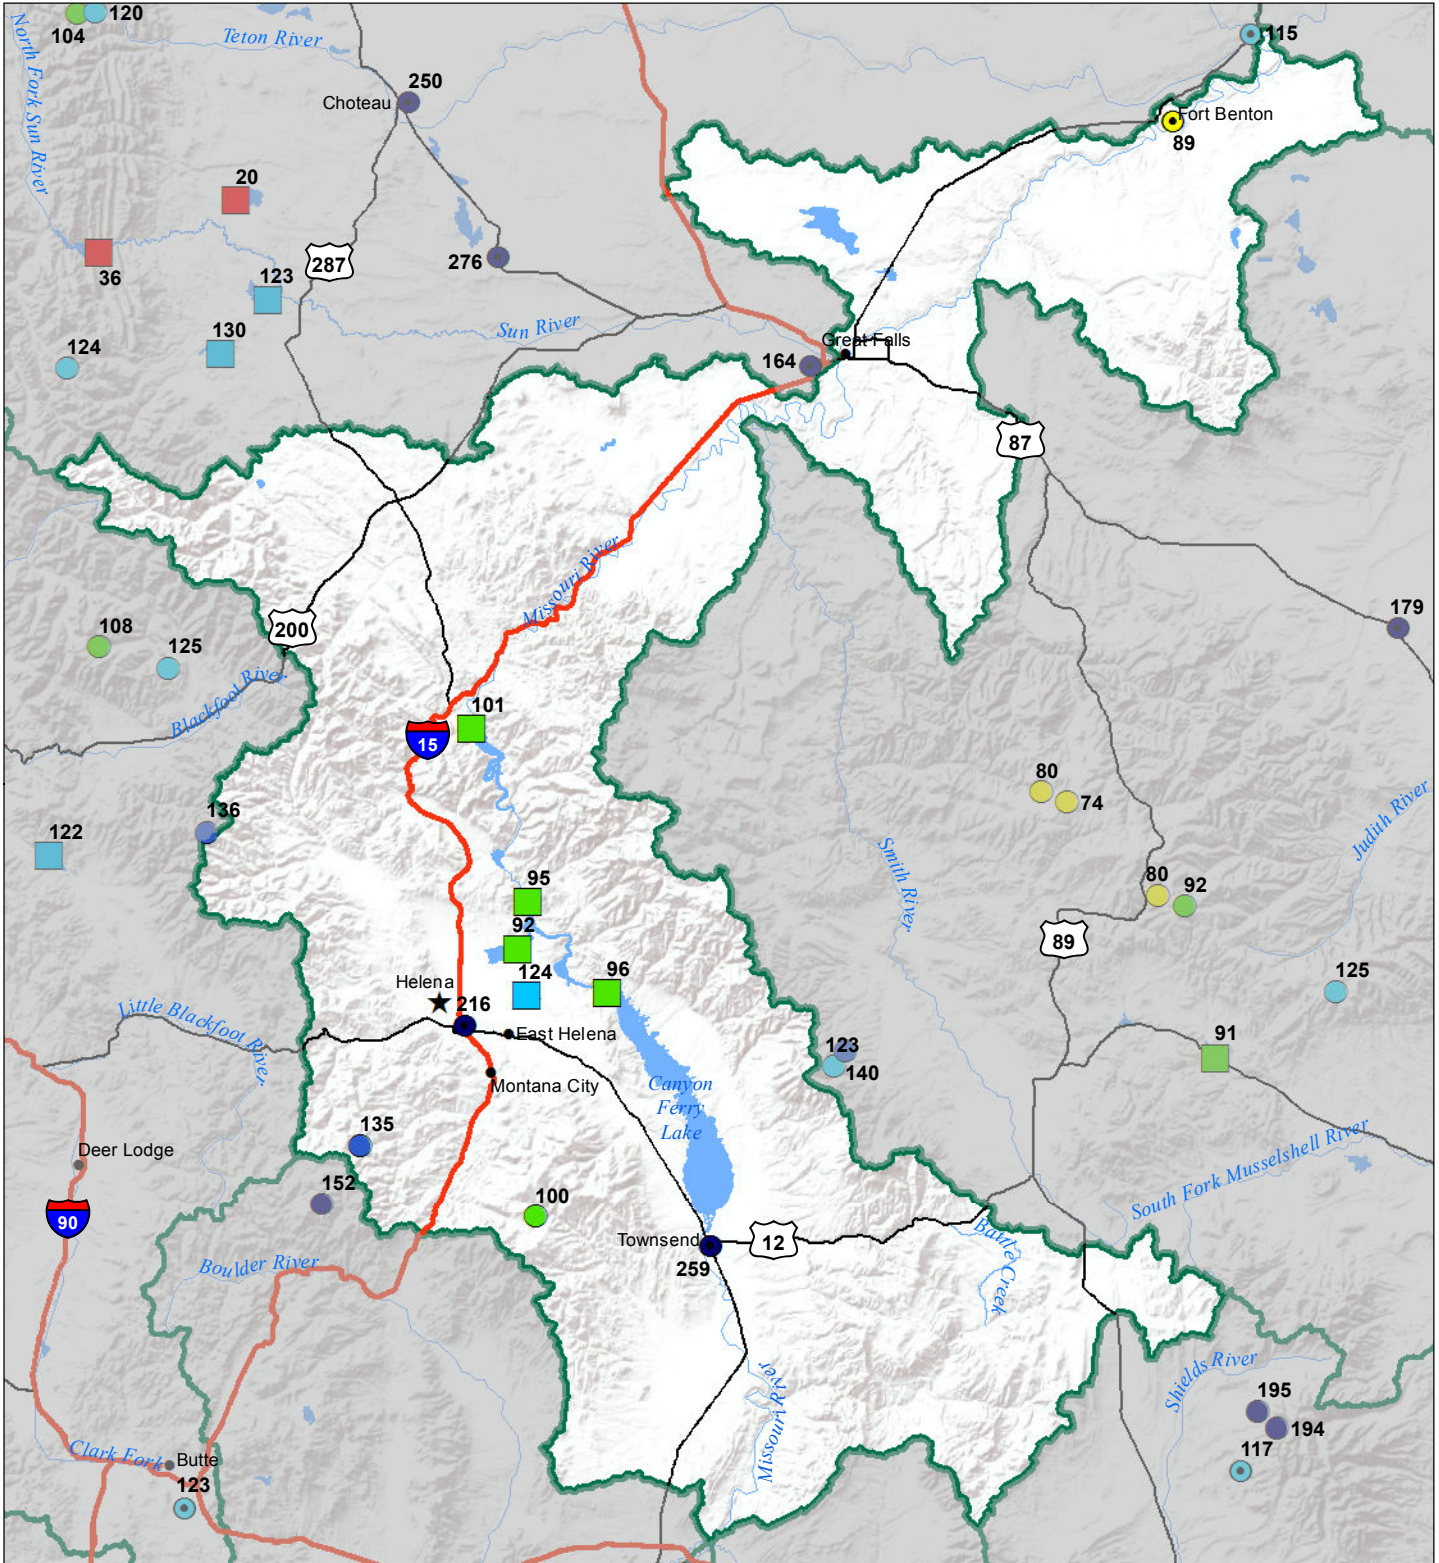 120
104
North Fork Sun River
Teton River
115
250
Choteau
Fort Benton
89
20
36
287
276
123
Sun River
130
124
Great Falls
164
87
Missouri River
200
179
108
125
Blackfoot River
101
15
80
74
136
122
Judith River
Smith River
95
80
92
92
89
Helena
124
96
125
216
Little Blackfoot River
East Helena
123
140
91
Montana City
Canyon
Ferry
Lake
135
Deer Lodge
South Fork Musselshell River
152
100
90
Townsend
12
Battle Creek
259
Boulder River
Missouri River
Shields River
195
194
117
Clark Fork
Butte
123